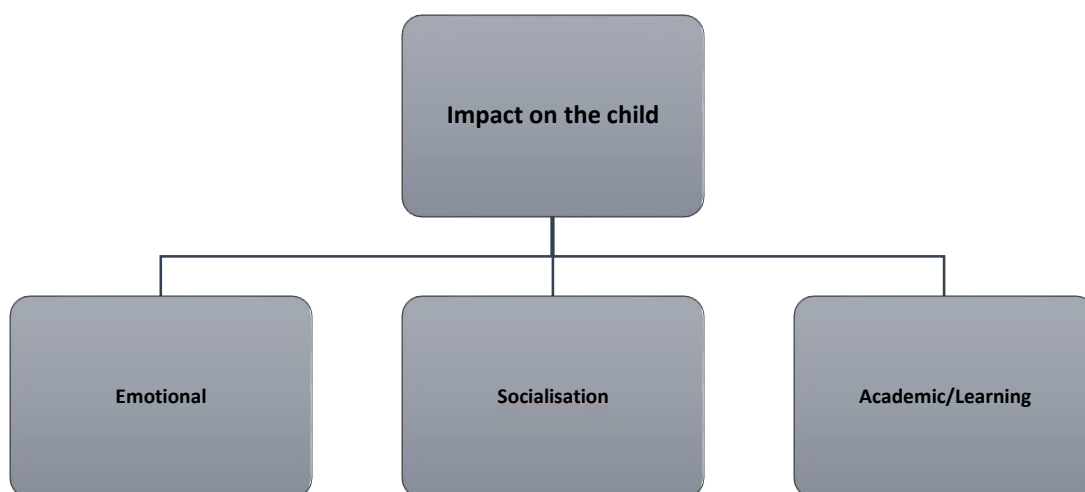 Impact on the child
Emotional
Socialisation
Academic/Learning